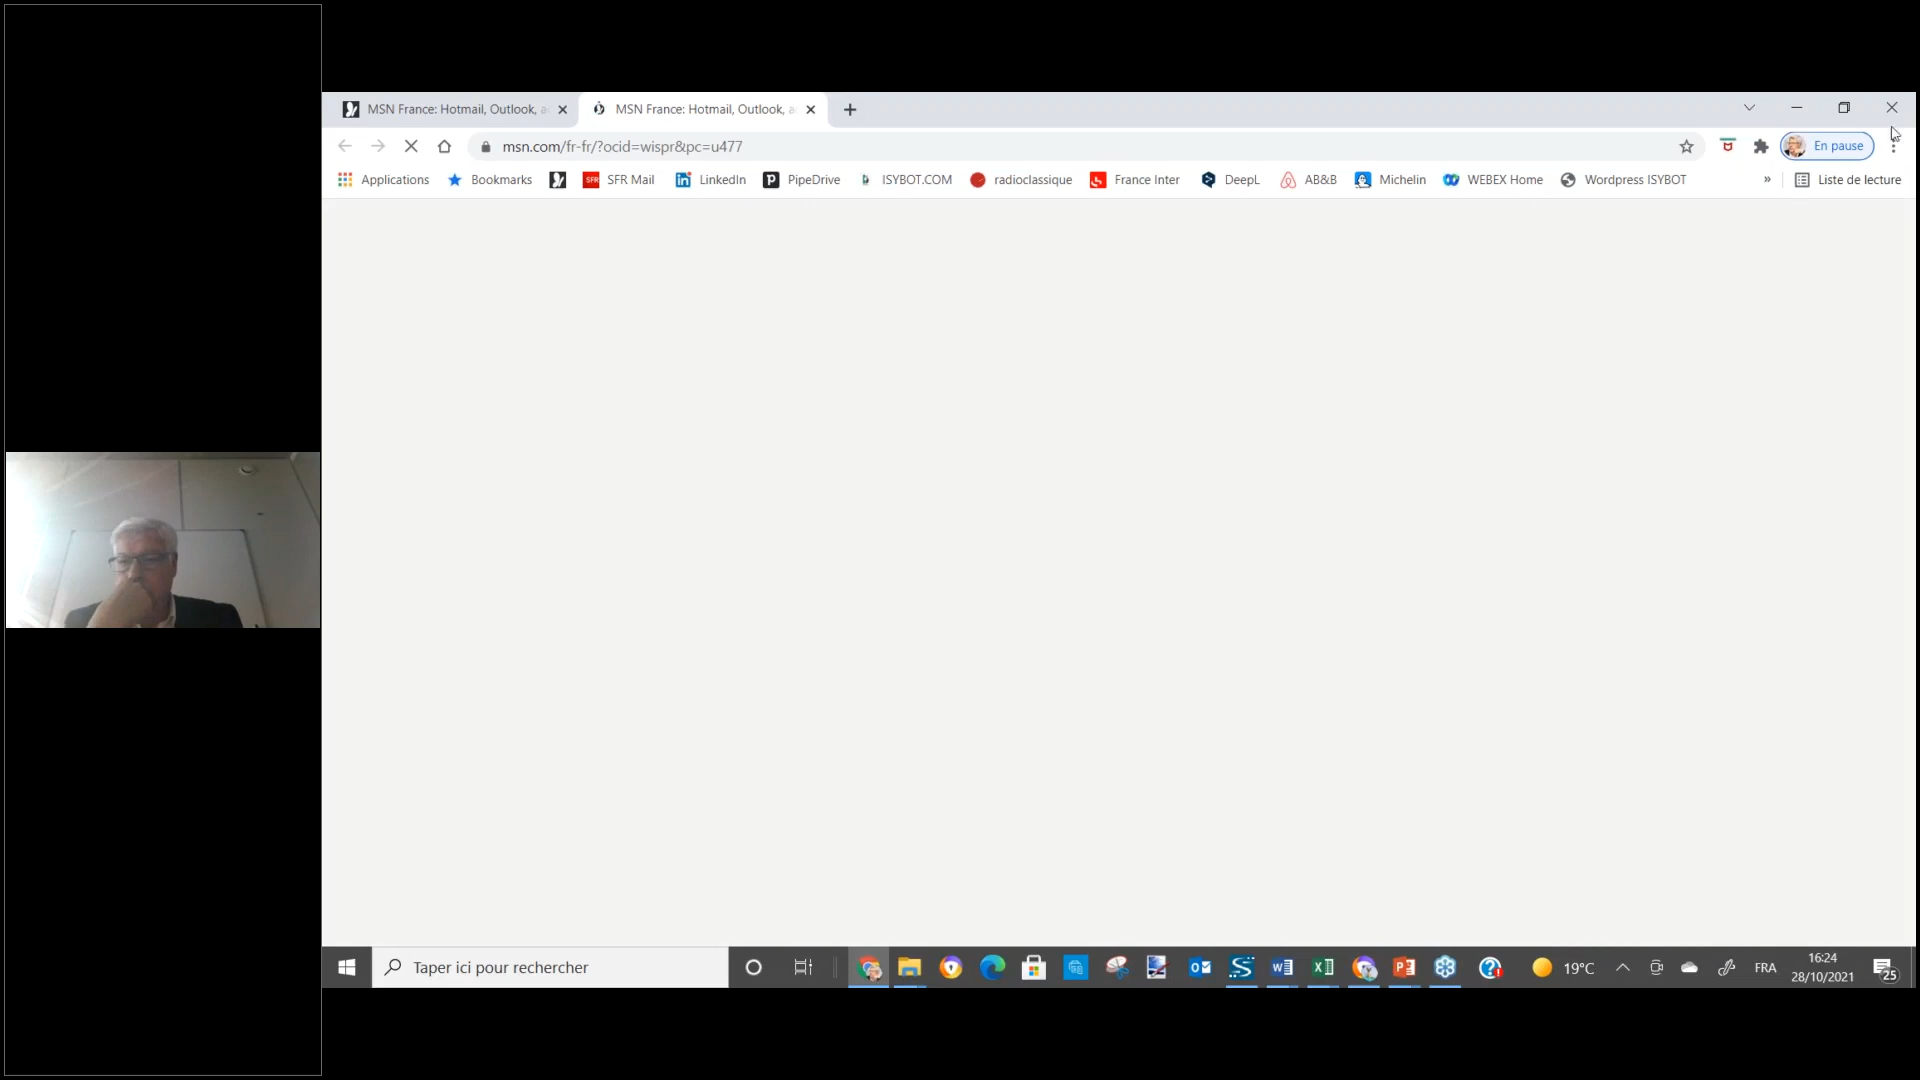 MSN France: Hotmail, Outlook, a
MSN France: Hotmail, Outlook, a
msn.com/fr-fr/?ocid=wispr&pc=u477
En pause
Applications
Bookmarks
SFR
SFR Mail
LinkedIn
PipeDrive
ISYBOT.COM
radioclassique
France Inter
DeepL
AB&B
Michelin
WEBEX Home
Wordpress ISYBOT
»
Liste de lecture
Taper ici pour rechercher
19°C
FRA
16:24
28/10/2021
25